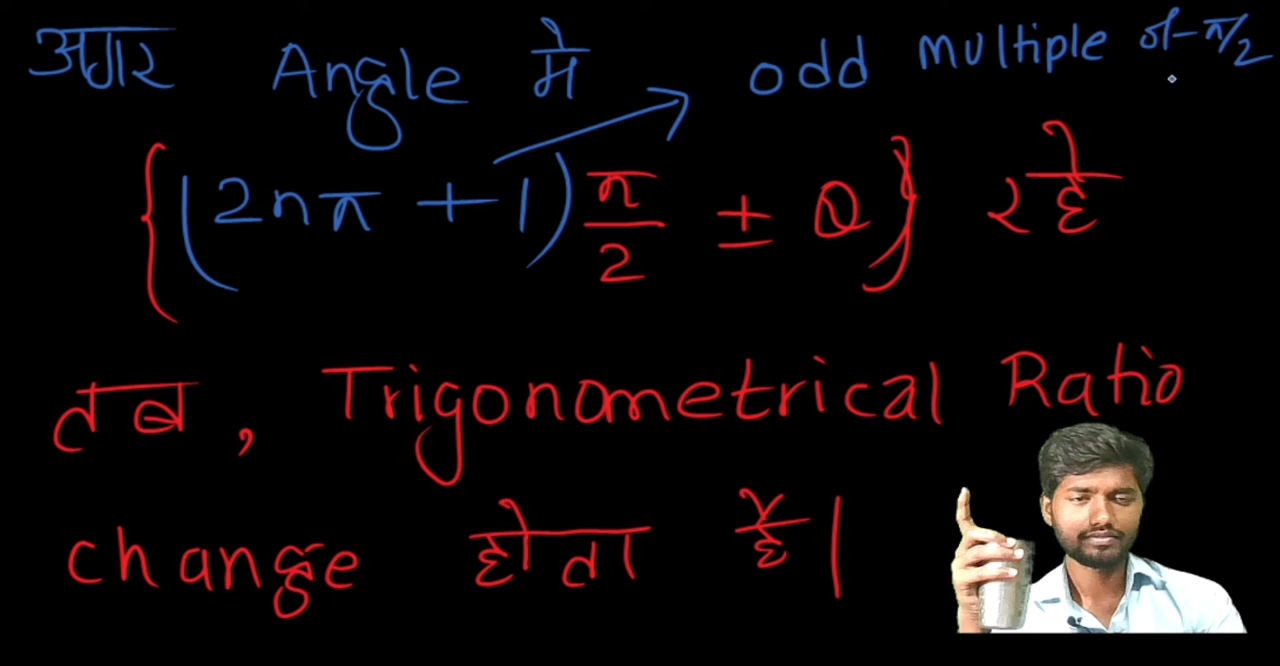 अगर Angle मे odd multiple of π/2
{(2nπ + 1) π/2 ± θ} रहे
तब, Trigonometrical Ratio
change होता है|